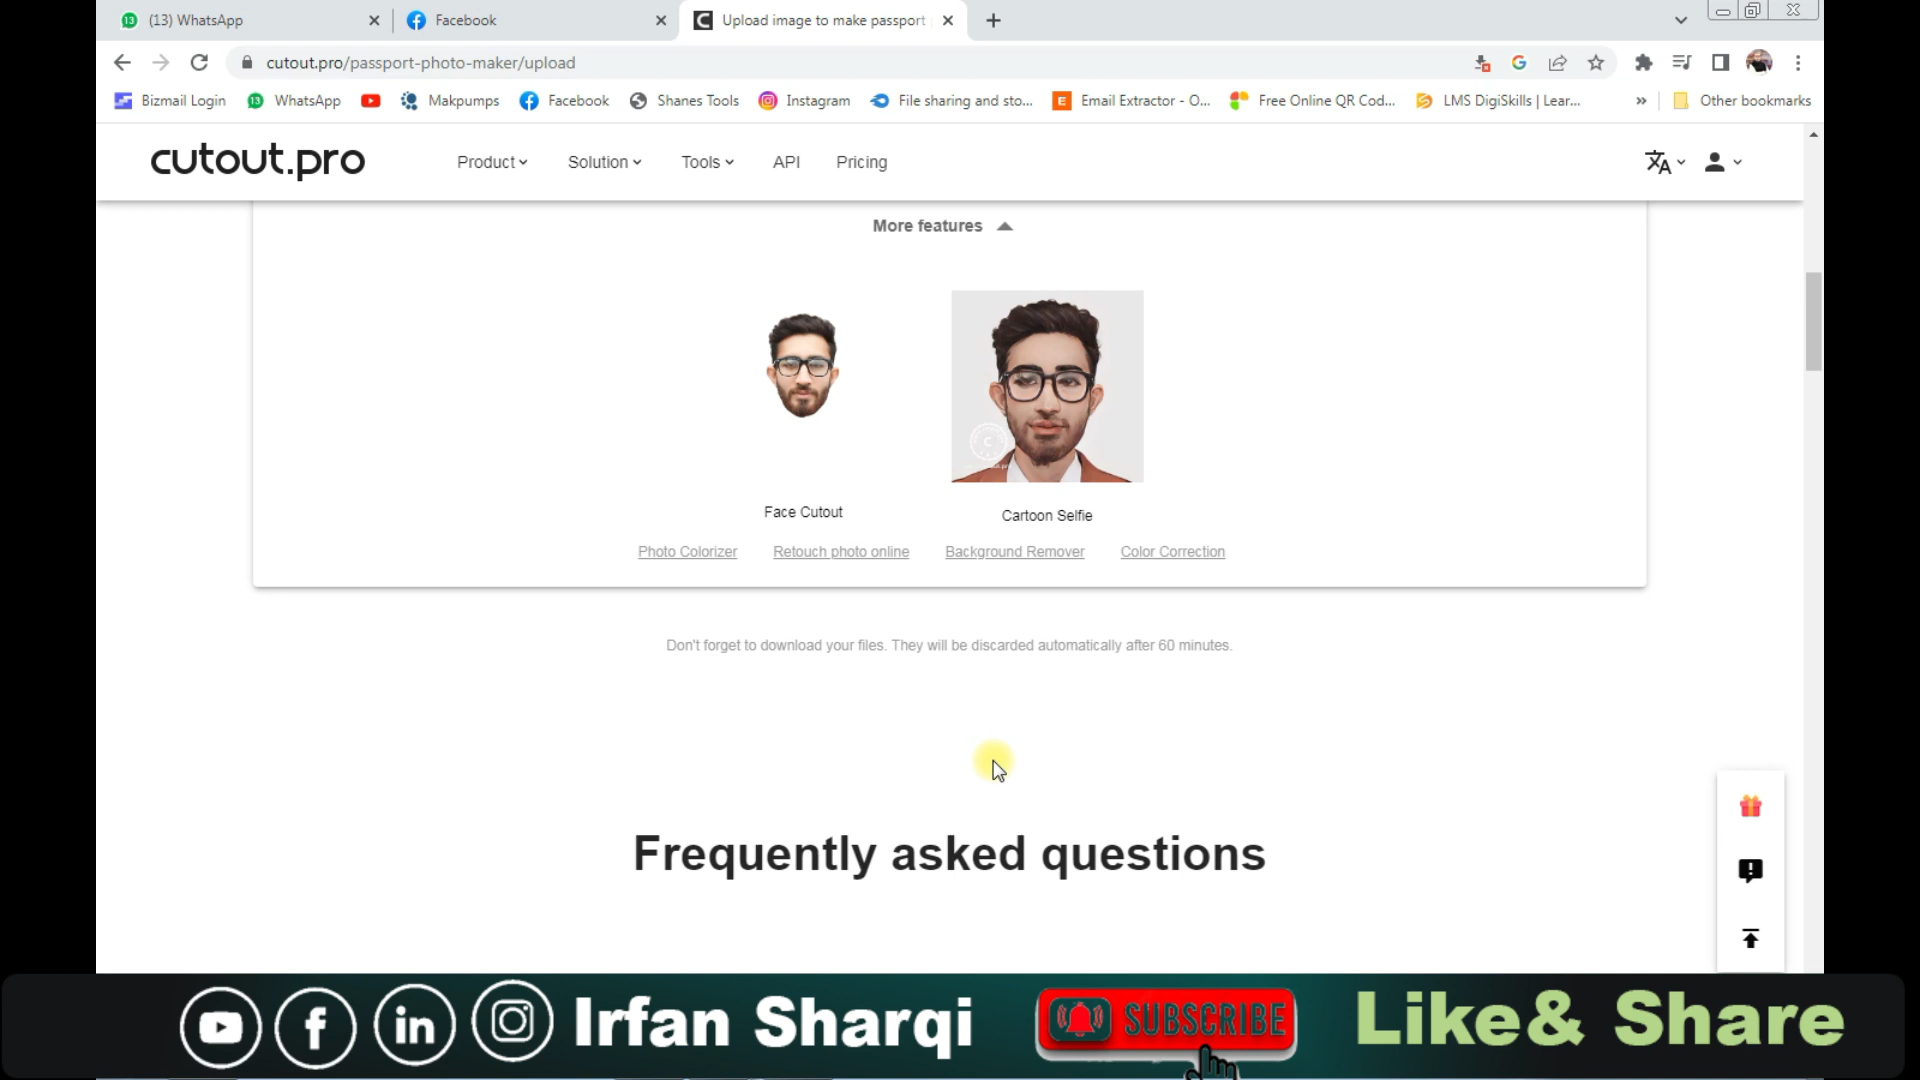 (13) WhatsApp
Facebook
Upload image to make passport
cutout.pro/passport-photo-maker/upload
Bizmail Login
WhatsApp
Makpumps
Facebook
Shanes Tools
Instagram
File sharing and sto...
Email Extractor - O...
Free Online QR Cod...
LMS DigiSkills | Lear...
»
Other bookmarks
cutout.pro
Product
Solution
Tools
API
Pricing
More features
Face Cutout
Cartoon Selfie
Photo Colorizer
Retouch photo online
Background Remover
Color Correction
Don't forget to download your files. They will be discarded automatically after 60 minutes.
Frequently asked questions
Irfan Sharqi
SUBSCRIBE
Like& Share